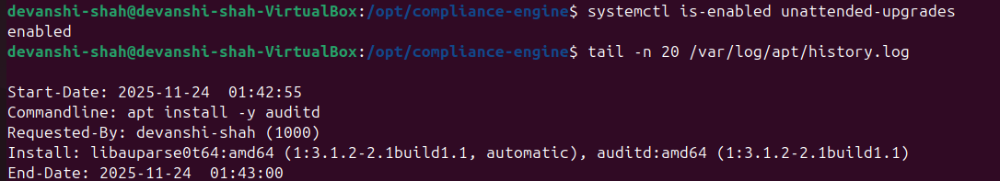 devanshi-shah@devanshi-shah-VirtualBox:/opt/compliance-engine$ systemctl is-enabled unattended-upgrades
enabled
devanshi-shah@devanshi-shah-VirtualBox:/opt/compliance-engine$ tail -n 20 /var/log/apt/history.log
Start-Date: 2025-11-24  01:42:55
Commandline: apt install -y auditd
Requested-By: devanshi-shah (1000)
Install: libauparse0t64:amd64 (1:3.1.2-2.1build1.1, automatic), auditd:amd64 (1:3.1.2-2.1build1.1)
End-Date: 2025-11-24  01:43:00